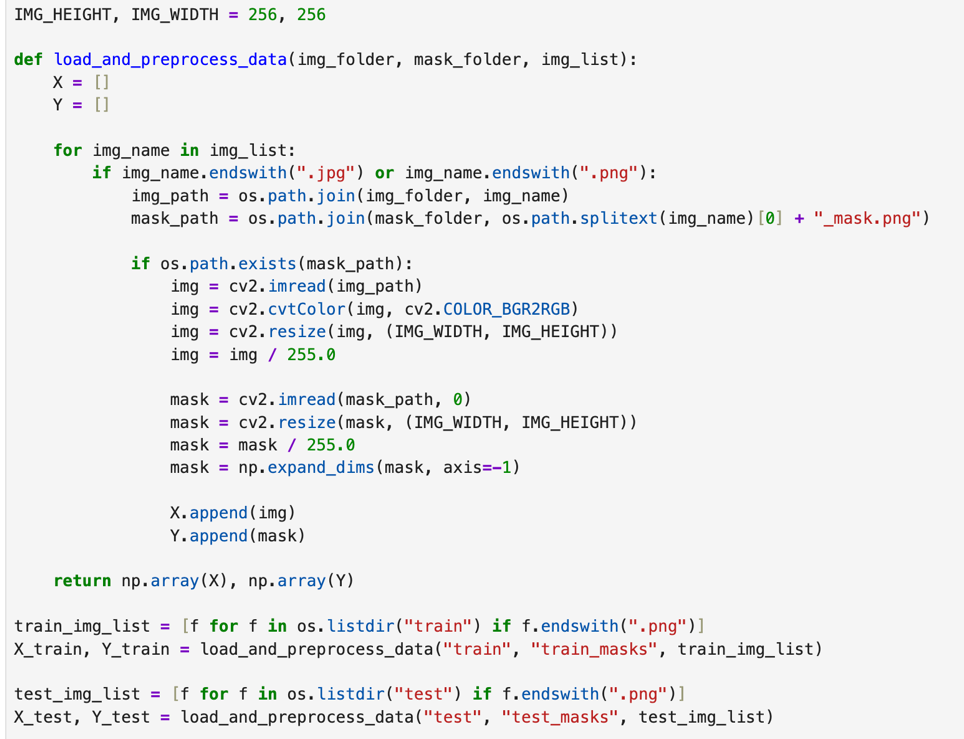 IMG_HEIGHT, IMG_WIDTH = 256, 256
def load_and_preprocess_data(img_folder, mask_folder, img_list):
    X = []
    Y = []
    for img_name in img_list:
        if img_name.endswith(".jpg") or img_name.endswith(".png"):
            img_path = os.path.join(img_folder, img_name)
            mask_path = os.path.join(mask_folder, os.path.splitext(img_name)[0] + "_mask.png")
            if os.path.exists(mask_path):
                img = cv2.imread(img_path)
                img = cv2.cvtColor(img, cv2.COLOR_BGR2RGB)
                img = cv2.resize(img, (IMG_WIDTH, IMG_HEIGHT))
                img = img / 255.0
                mask = cv2.imread(mask_path, 0)
                mask = cv2.resize(mask, (IMG_WIDTH, IMG_HEIGHT))
                mask = mask / 255.0
                mask = np.expand_dims(mask, axis=-1)
                X.append(img)
                Y.append(mask)
    return np.array(X), np.array(Y)
train_img_list = [f for f in os.listdir("train") if f.endswith(".png")]
X_train, Y_train = load_and_preprocess_data("train", "train_masks", train_img_list)
test_img_list = [f for f in os.listdir("test") if f.endswith(".png")]
X_test, Y_test = load_and_preprocess_data("test", "test_masks", test_img_list)